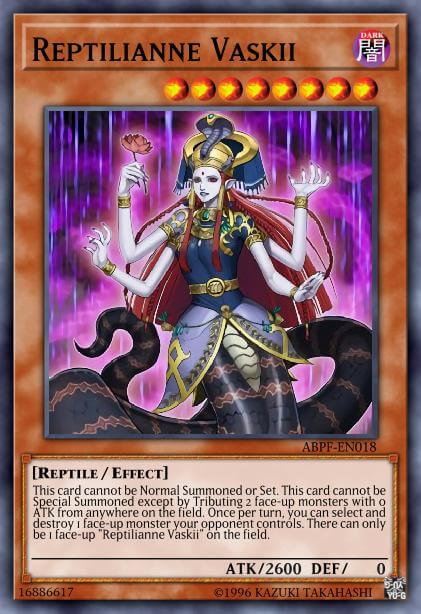 Reptilianne Vaskii
DARK
闇
ABPF-EN018
[Reptile / Effect]
This card cannot be Normal Summoned or Set. This card cannot be
Special Summoned except by Tributing 2 face-up monsters with 0
ATK from anywhere on the field. Once per turn, you can select and
destroy 1 face-up monster your opponent controls. There can only
be 1 face-up "Reptilianne Vaskii" on the field.
ATK/2600 DEF/ 0
16886617
©1996 KAZUKI TAKAHASHI